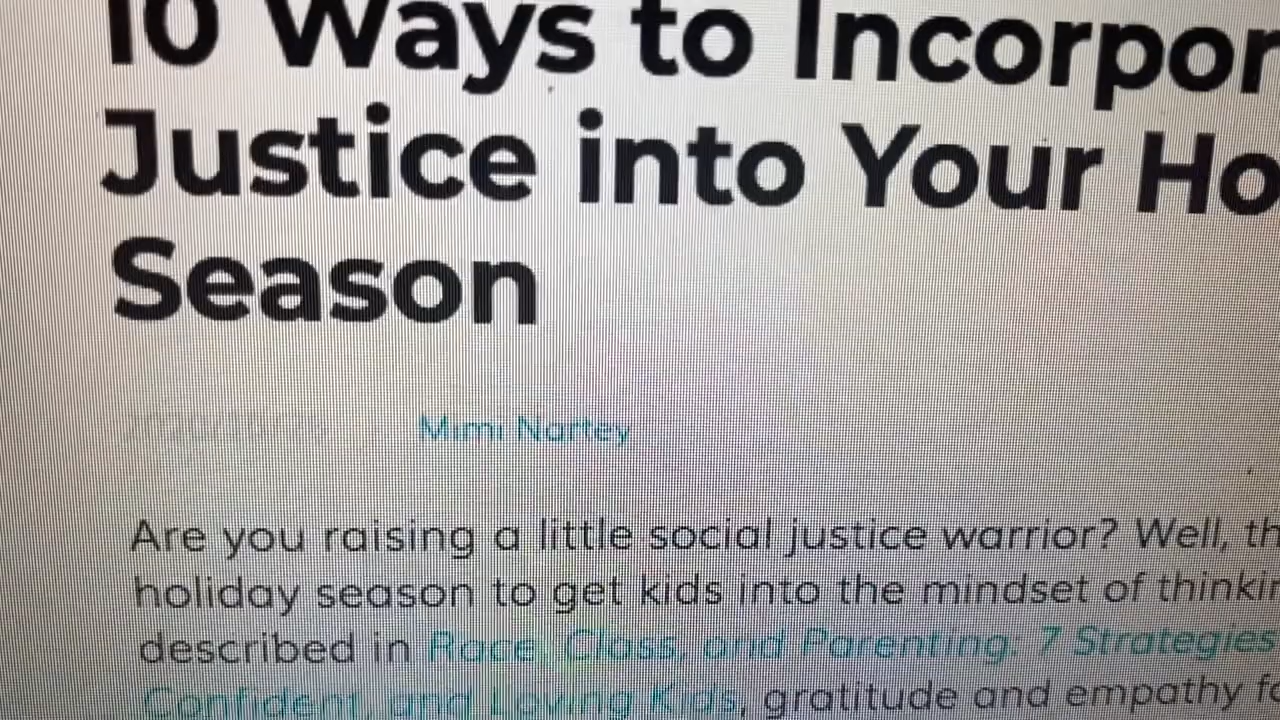 10 Ways to Incorpor
Justice into Your Ho
Season
Mimi Nartey
Are you raising a little social justice warrior? Well, th
holiday season to get kids into the mindset of thinkin
described in Race, Class, and Parenting: 7 Strategies
Confident, and Loving Kids, gratitude and empathy fo